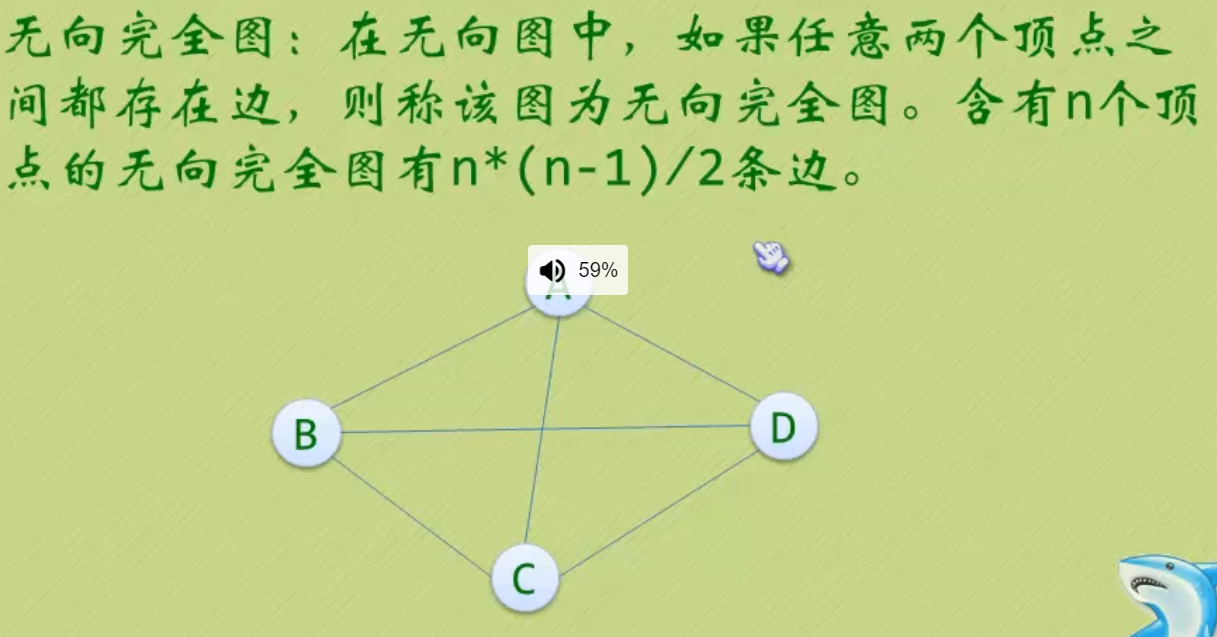 无向完全图：在无向图中，如果任意两个顶点之
间都存在边，则称该图为无向完全图。含有n个顶
点的无向完全图有n*(n-1)/2条边。
59%
A
B
D
C